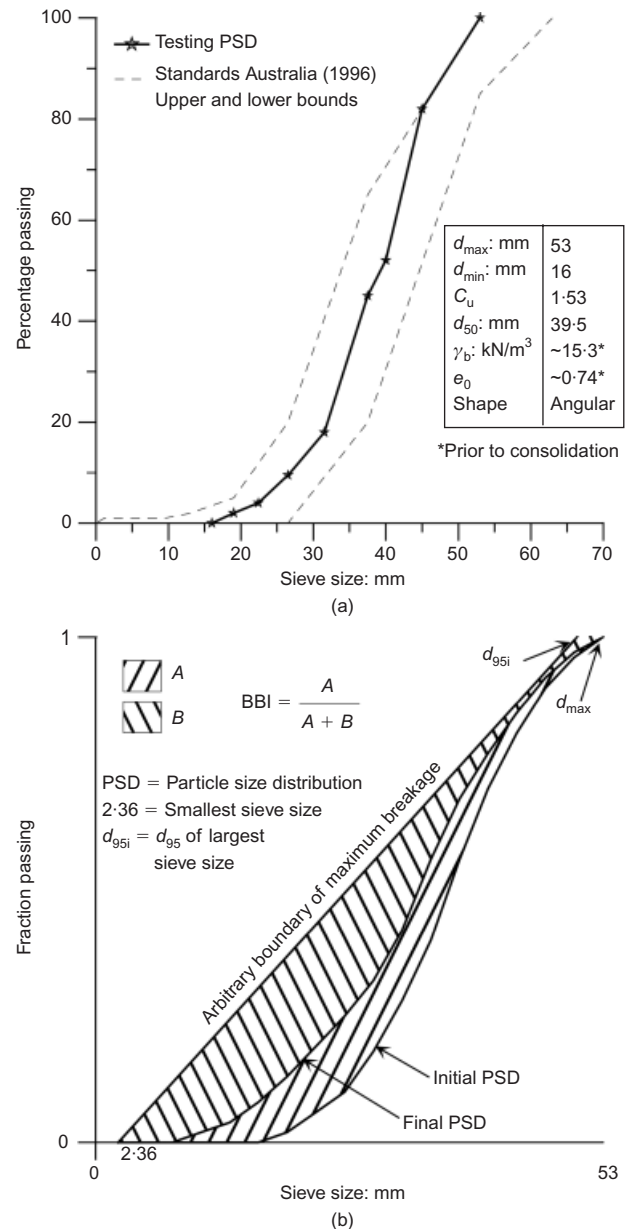 100
80
60
40
20
0
Percentage passing
Testing PSD
Standards Australia (1996)
Upper and lower bounds
d_max: mm 53
d_min: mm 16
C_u 1·53
d_50: mm 39·5
γ_b: kN/m³ ~15·3*
e_0 ~0·74*
Shape Angular
*Prior to consolidation
0 10 20 30 40 50 60 70
Sieve size: mm
(a)
1
Fraction passing
A
B
BBI = A / A + B
d_95i
d_max
PSD = Particle size distribution
2·36 = Smallest sieve size
d_95i = d_95 of largest
sieve size
Arbitrary boundary of maximum breakage
Initial PSD
Final PSD
0
2·36
0 53
Sieve size: mm
(b)